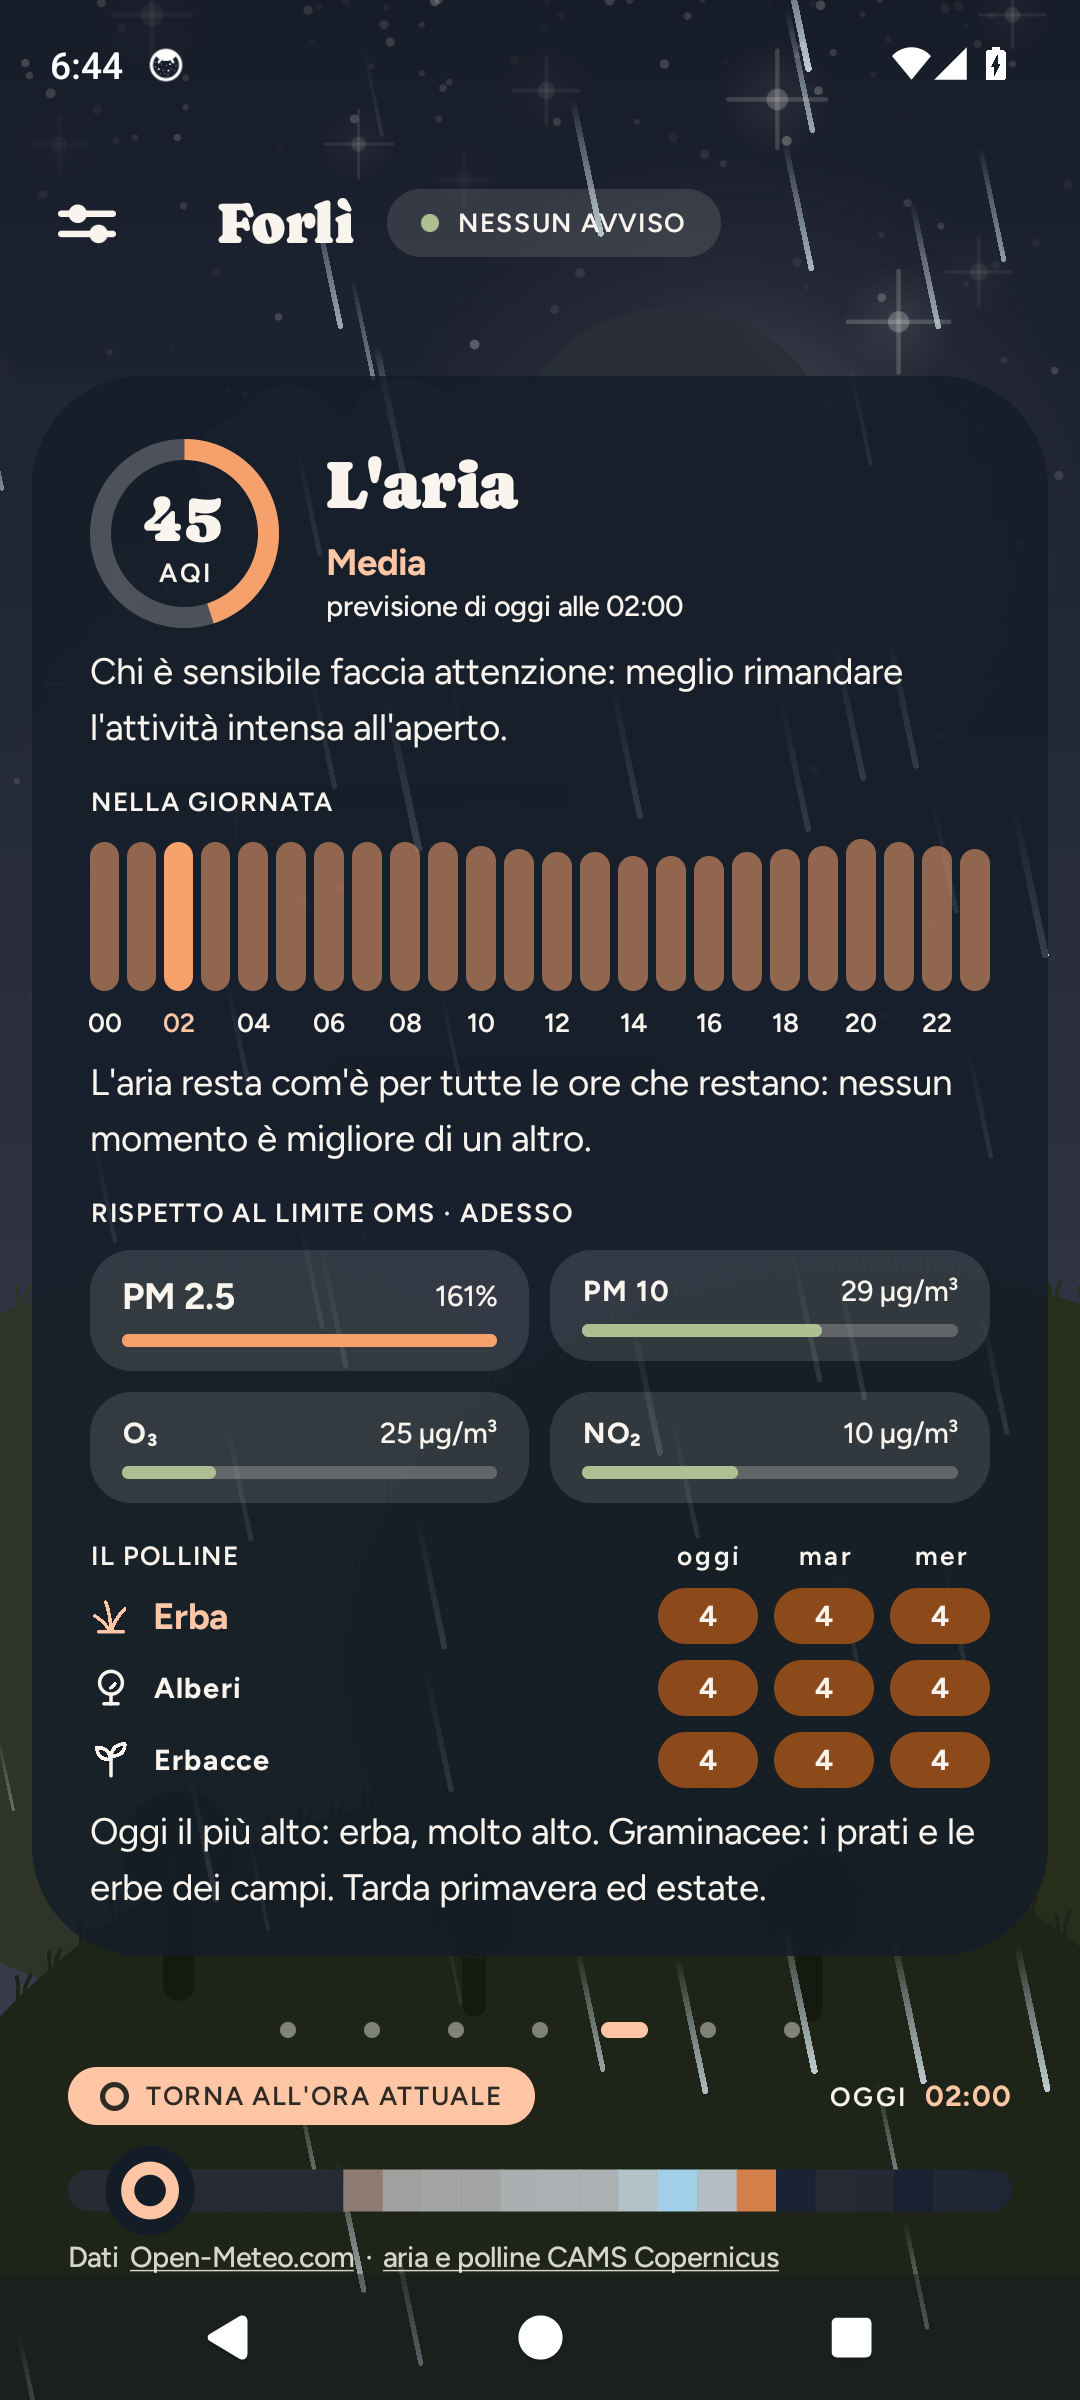 6:44
Forlì
NESSUN AVVISO
45
AQI
L'aria
Media
previsione di oggi alle 02:00
Chi è sensibile faccia attenzione: meglio rimandare
l'attività intensa all'aperto.
NELLA GIORNATA
00 02 04 06 08 10 12 14 16 18 20 22
L'aria resta com'è per tutte le ore che restano: nessun
momento è migliore di un altro.
RISPETTO AL LIMITE OMS · ADESSO
PM 2.5 161%
PM 10 29 µg/m³
O₃ 25 µg/m³
NO₂ 10 µg/m³
IL POLLINE oggi mar mer
Erba 4 4 4
Alberi 4 4 4
Erbacce 4 4 4
Oggi il più alto: erba, molto alto. Graminacee: i prati e le
erbe dei campi. Tarda primavera ed estate.
TORNA ALL'ORA ATTUALE
OGGI 02:00
Dati Open-Meteo.com · aria e polline CAMS Copernicus